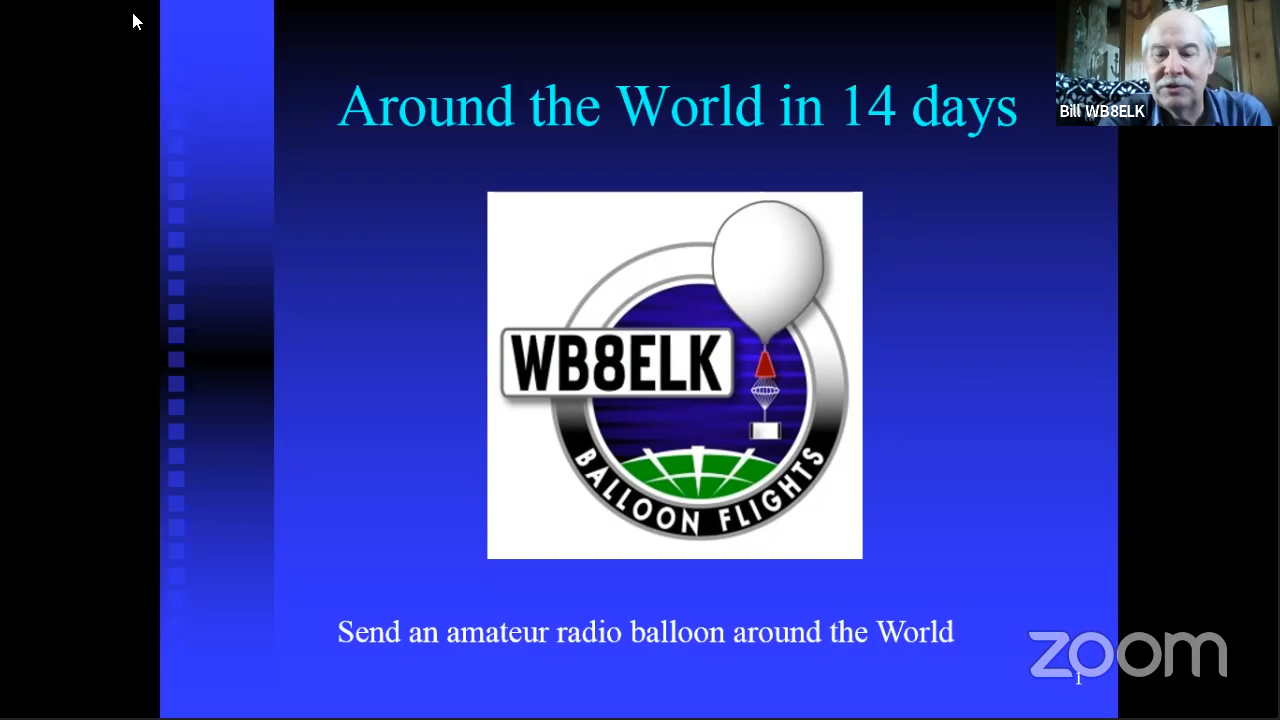 Around the World in 14 days
Bill WB8ELK
WB8ELK
BALLOON FLIGHTS
Send an amateur radio balloon around the World
zoom
1